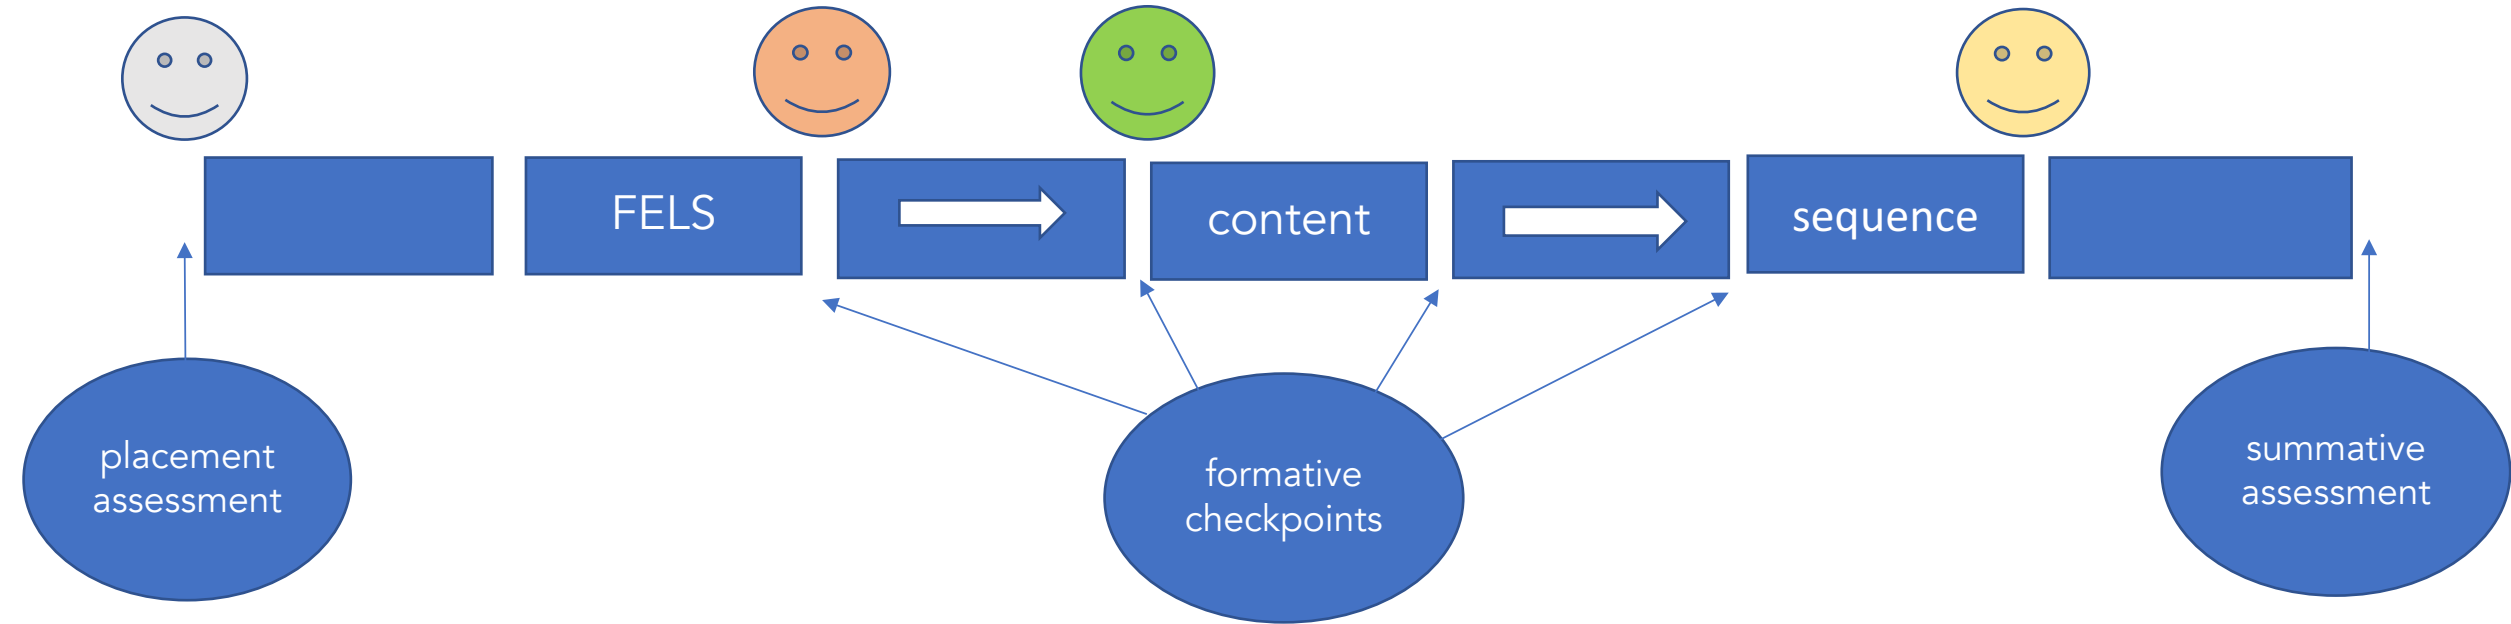 FELS
content
sequence
placement
assessment
formative
checkpoints
summative
assessment